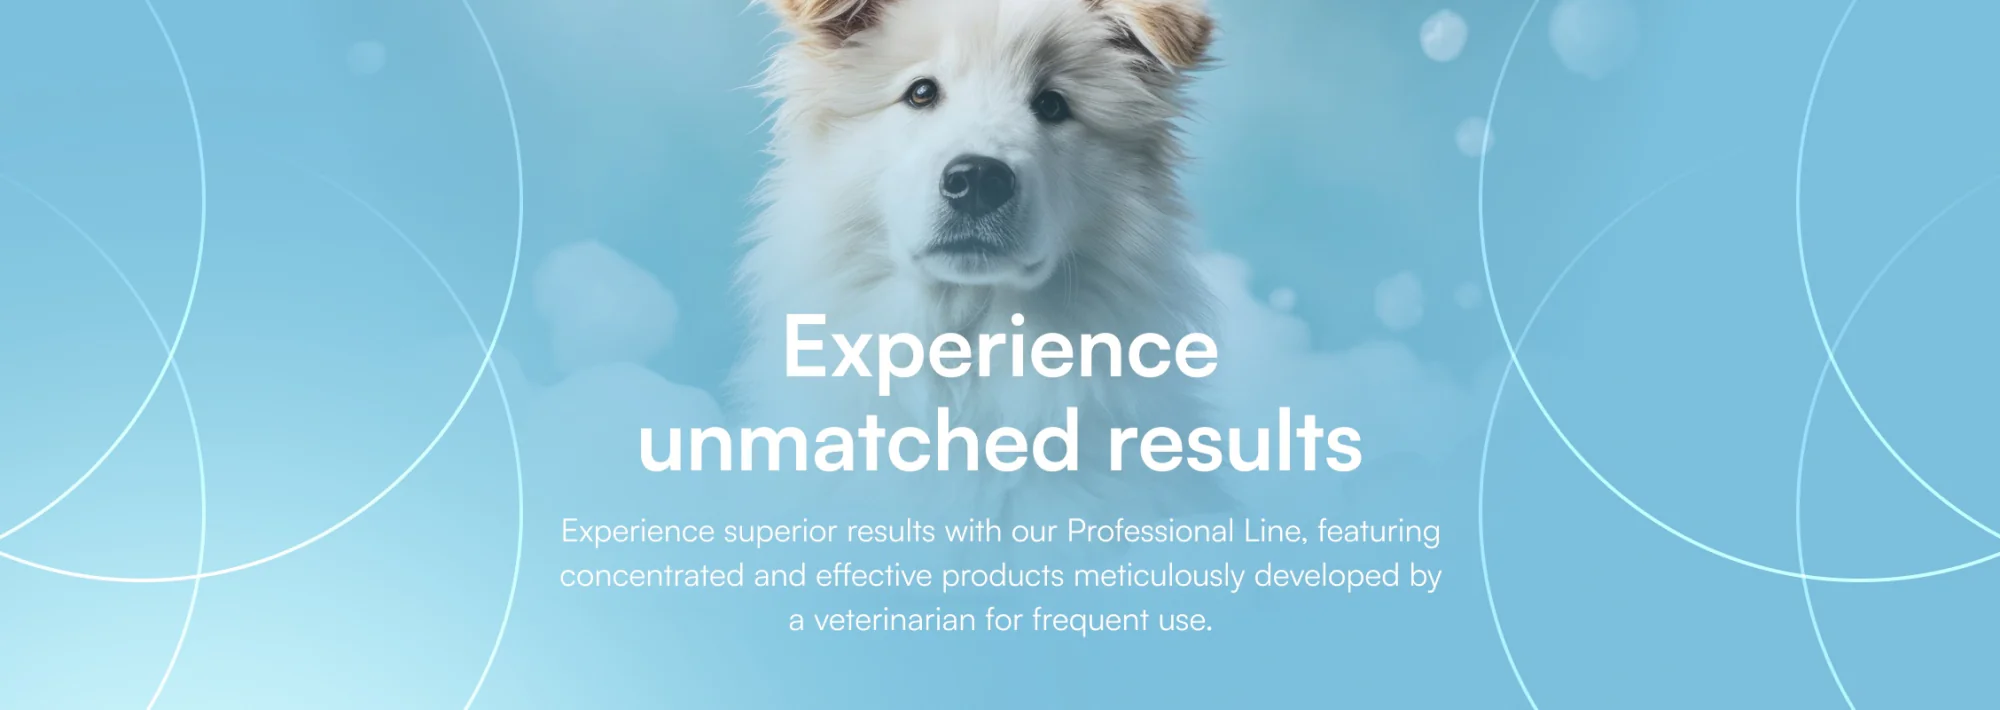 Experience
unmatched results
Experience superior results with our Professional Line, featuring
concentrated and effective products meticulously developed by
a veterinarian for frequent use.